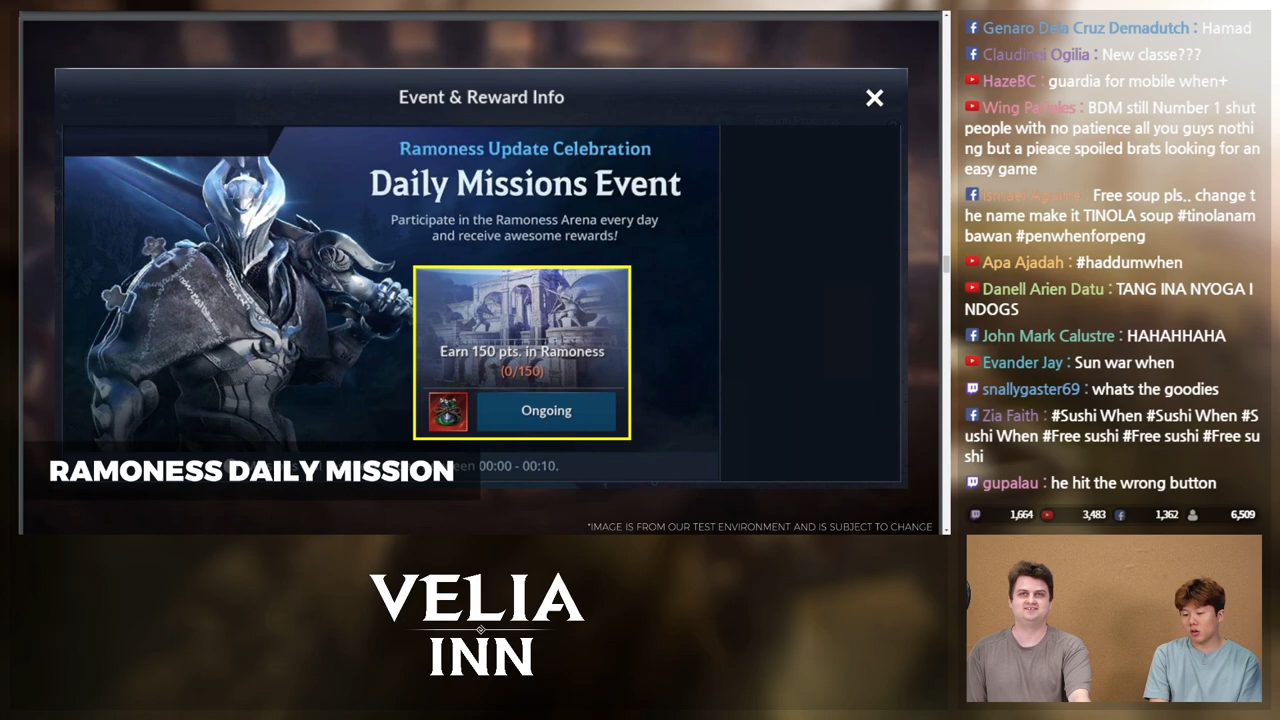 Event & Reward Info
Ramoness Update Celebration
Daily Missions Event
Participate in the Ramoness Arena every day
and receive awesome rewards!
Earn 150 pts. in Ramoness
(0/150)
Ongoing
een 00:00 - 00:10.
RAMONESS DAILY MISSION
*IMAGE IS FROM OUR TEST ENVIRONMENT AND IS SUBJECT TO CHANGE
VELIA
INN
Genaro Dela Cruz Demadutch : Hamad
Ogilia : New classe???
HazeBC : guardia for mobile when+
Wing : BDM still Number 1 shut
people with no patience all you guys nothi
ng but a pieace spoiled brats looking for an
easy game
Free soup pls.. change t
he name make it TINOLA soup #tinolanam
bawan #penwhenforpeng
Apa Ajadah : #haddumwhen
Danell Arien Datu : TANG INA NYOGA I
NDOGS
John Mark Calustre : HAHAHHAHA
Evander Jay : Sun war when
snallygaster69 : whats the goodies
Zia Faith : #Sushi When #Sushi When #S
ushi When #Free sushi #Free sushi #Free su
shi
gupalau : he hit the wrong button
1,664 3,483 1,362 6,509